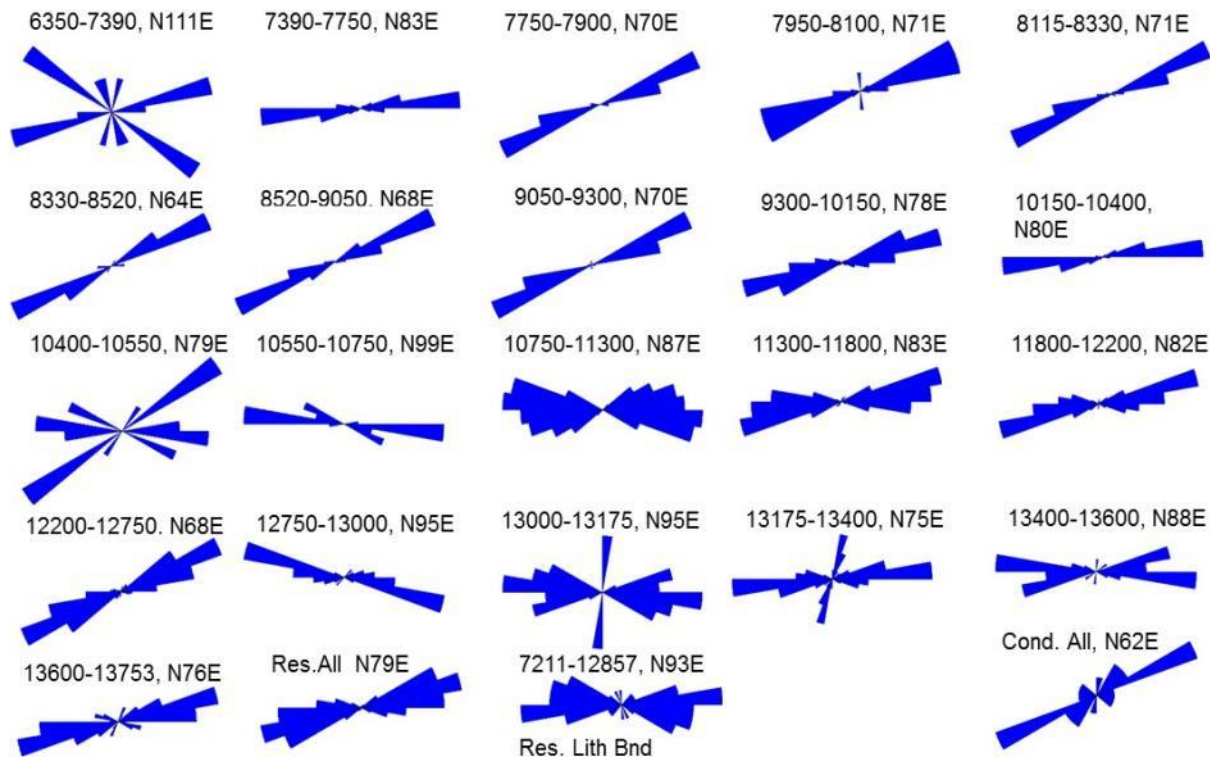 6350-7390, N111E
7390-7750, N83E
7750-7900, N70E
7950-8100, N71E
8115-8330, N71E
8330-8520, N64E
8520-9050. N68E
9050-9300, N70E
9300-10150, N78E
10150-10400,
N80E
10400-10550, N79E
10550-10750, N99E
10750-11300, N87E
11300-11800, N83E
11800-12200, N82E
12200-12750. N68E
12750-13000, N95E
13000-13175, N95E
13175-13400, N75E
13400-13600, N88E
13600-13753, N76E
Res.All N79E
7211-12857, N93E
Res. Lith Bnd
Cond. All, N62E